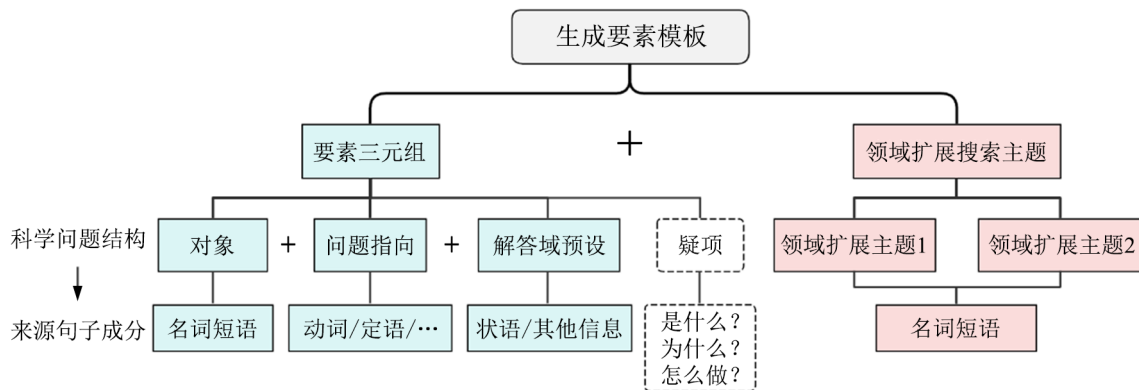 生成要素模板
要素三元组
+
领域扩展搜索主题
科学问题结构
对象
+
问题指向
+
解答域预设
疑项
领域扩展主题1
领域扩展主题2
来源句子成分
名词短语
动词/定语/…
状语/其他信息
是什么？
为什么？
怎么做？
名词短语